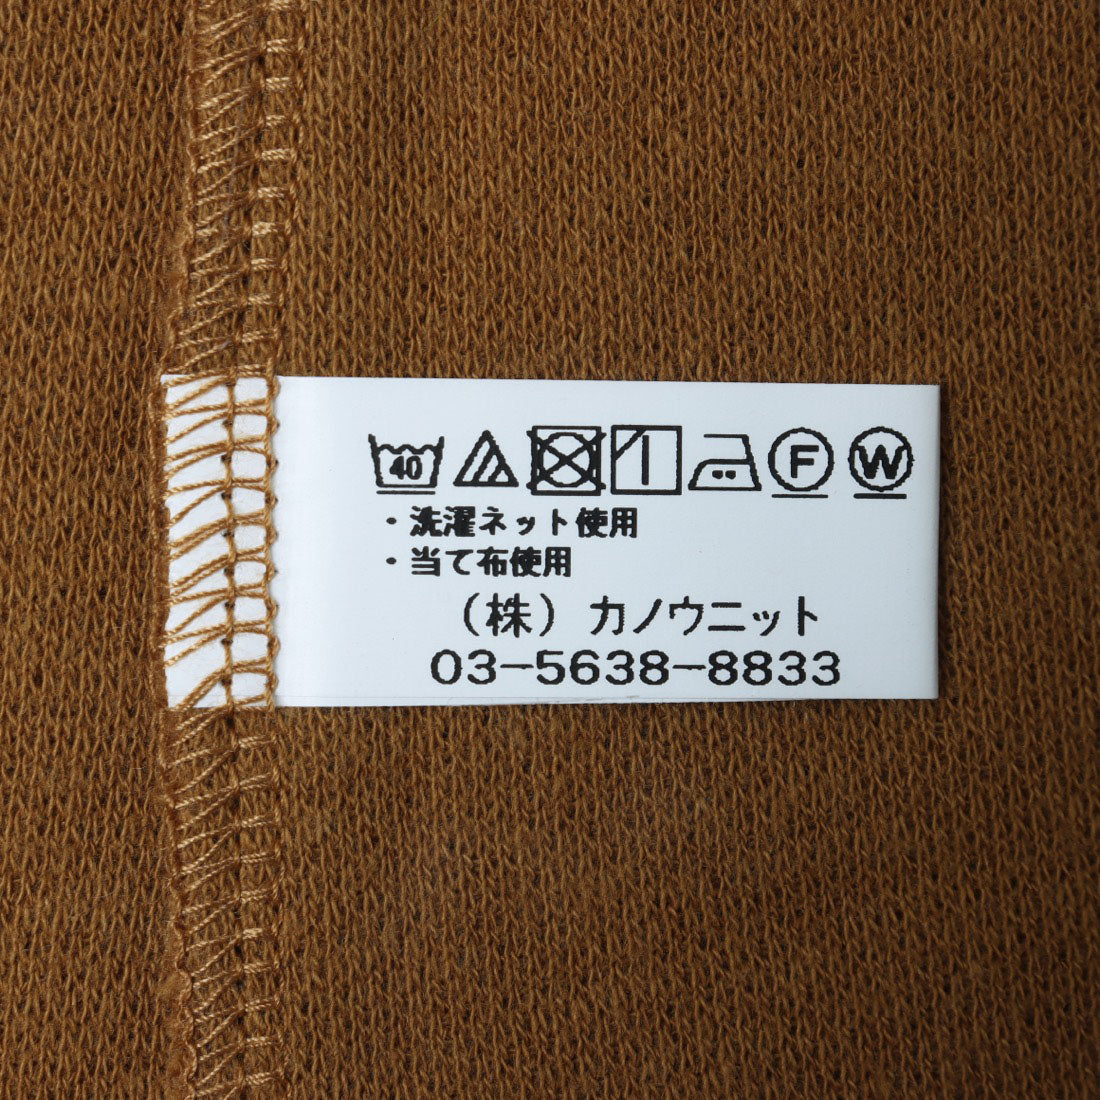 40 F W
・洗濯ネット使用
・当て布使用
(株) カノウニット
03-5638-8833